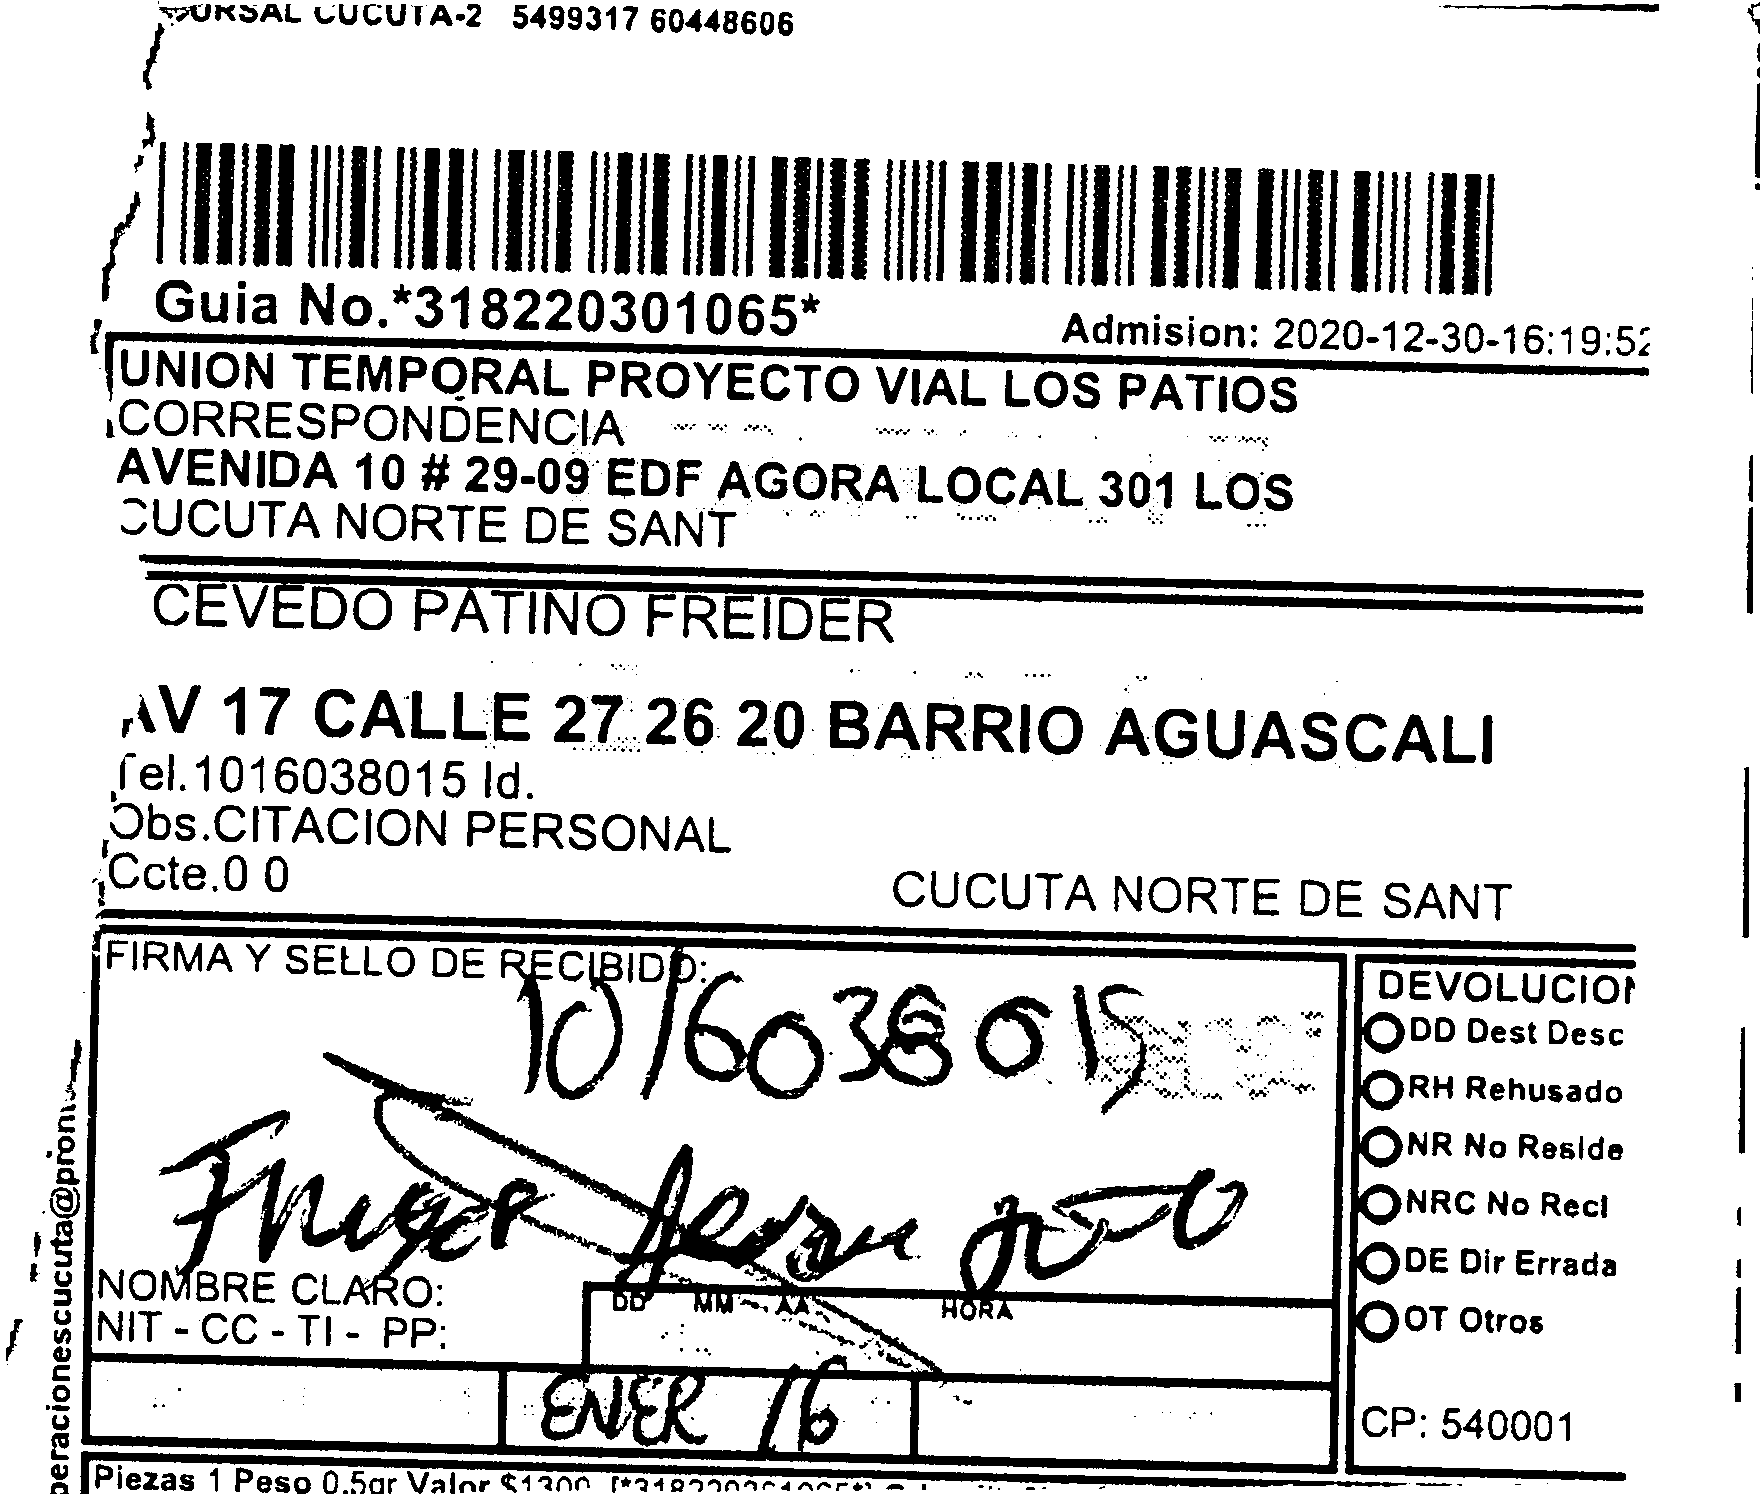 CUCUTA-2 5499317 60448606
Guia No.*318220301065*
Admision: 2020-12-30-16:19:52
UNION TEMPORAL PROYECTO VIAL LOS PATIOS
CORRESPONDENCIA
AVENIDA 10 # 29-09 EDF AGORA LOCAL 301 LOS
CUCUTA NORTE DE SANT
CEVEDO PATINO FREIDER
AV 17 CALLE 27 26 20 BARRIO AGUASCALI
Tel.1016038015 Id.
Obs.CITACION PERSONAL
Ccte.0 0
CUCUTA NORTE DE SANT
FIRMA Y SELLO DE RECIBIDO:
1016038015
NOMBRE CLARO:
NIT - CC - TI - PP:
DD MM AA HORA
ENER 16
DEVOLUCION
DD Dest Desc
RH Rehusado
NR No Reside
NRC No Recl
DE Dir Errada
OT Otros
CP: 540001
Piezas 1 Peso 0.5gr Valor $1300